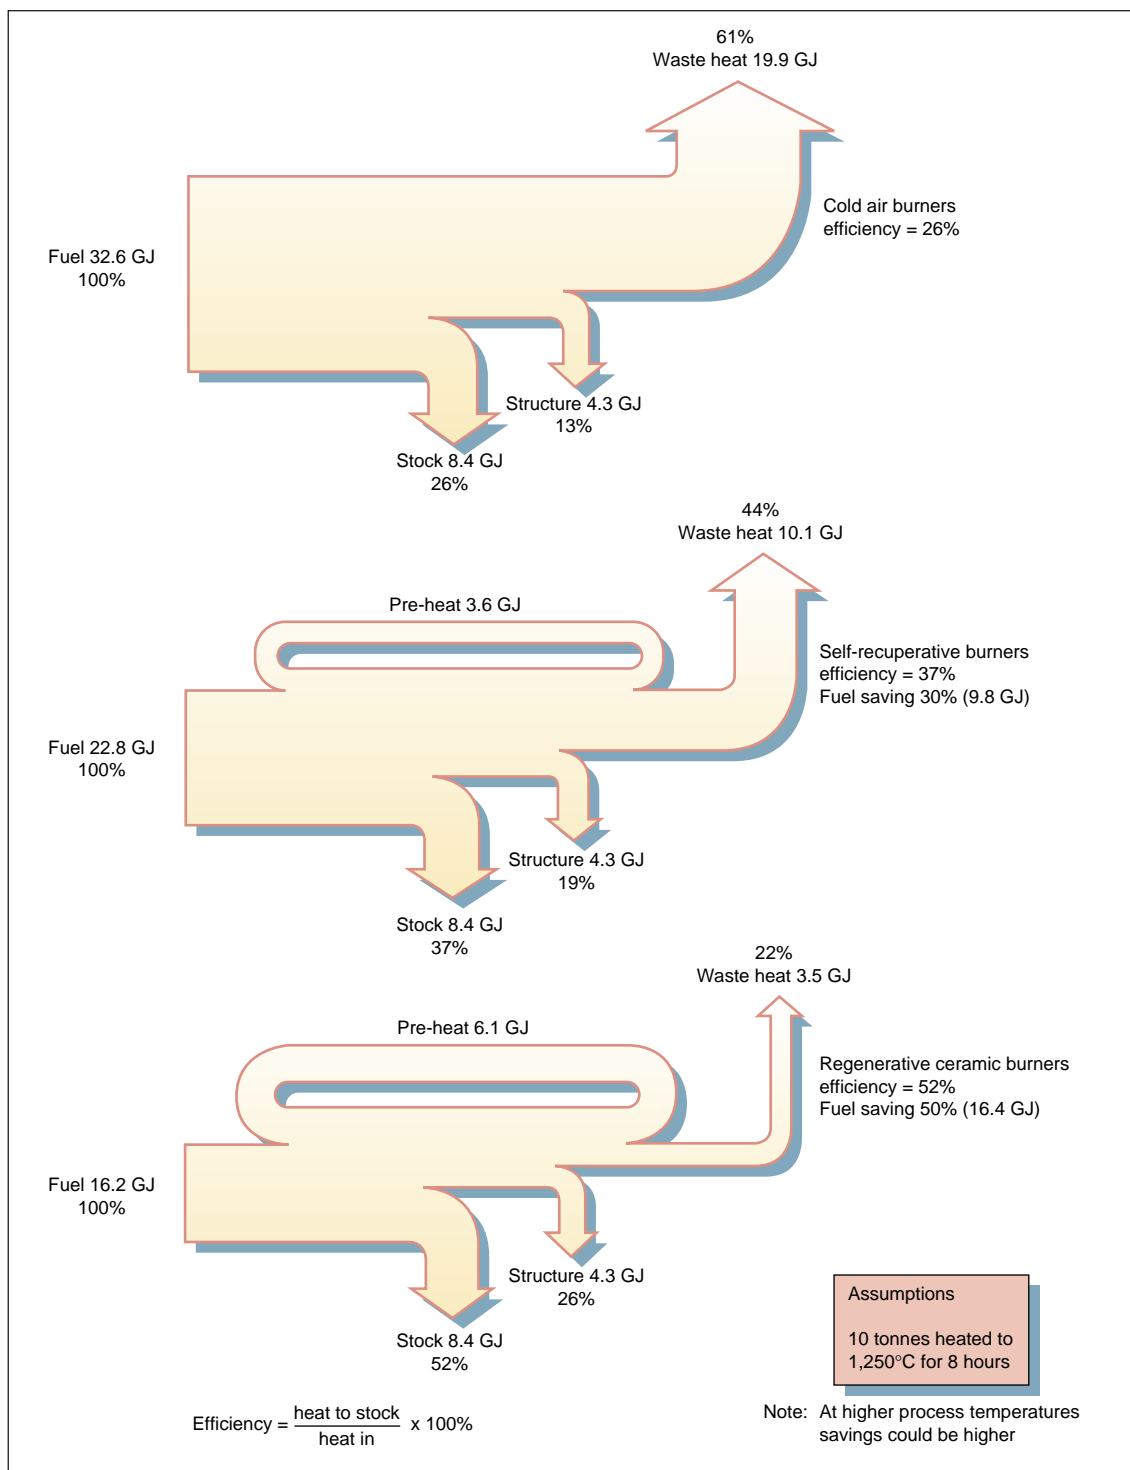 61%
Waste heat 19.9 GJ
Cold air burners
efficiency = 26%
Fuel 32.6 GJ
100%
Structure 4.3 GJ
13%
Stock 8.4 GJ
26%
44%
Waste heat 10.1 GJ
Pre-heat 3.6 GJ
Self-recuperative burners
efficiency = 37%
Fuel saving 30% (9.8 GJ)
Fuel 22.8 GJ
100%
Structure 4.3 GJ
19%
Stock 8.4 GJ
37%
22%
Waste heat 3.5 GJ
Pre-heat 6.1 GJ
Regenerative ceramic burners
efficiency = 52%
Fuel saving 50% (16.4 GJ)
Fuel 16.2 GJ
100%
Structure 4.3 GJ
26%
Stock 8.4 GJ
52%
Assumptions
10 tonnes heated to
1,250°C for 8 hours
Efficiency = heat to stock / heat in x 100%
Note: At higher process temperatures
savings could be higher